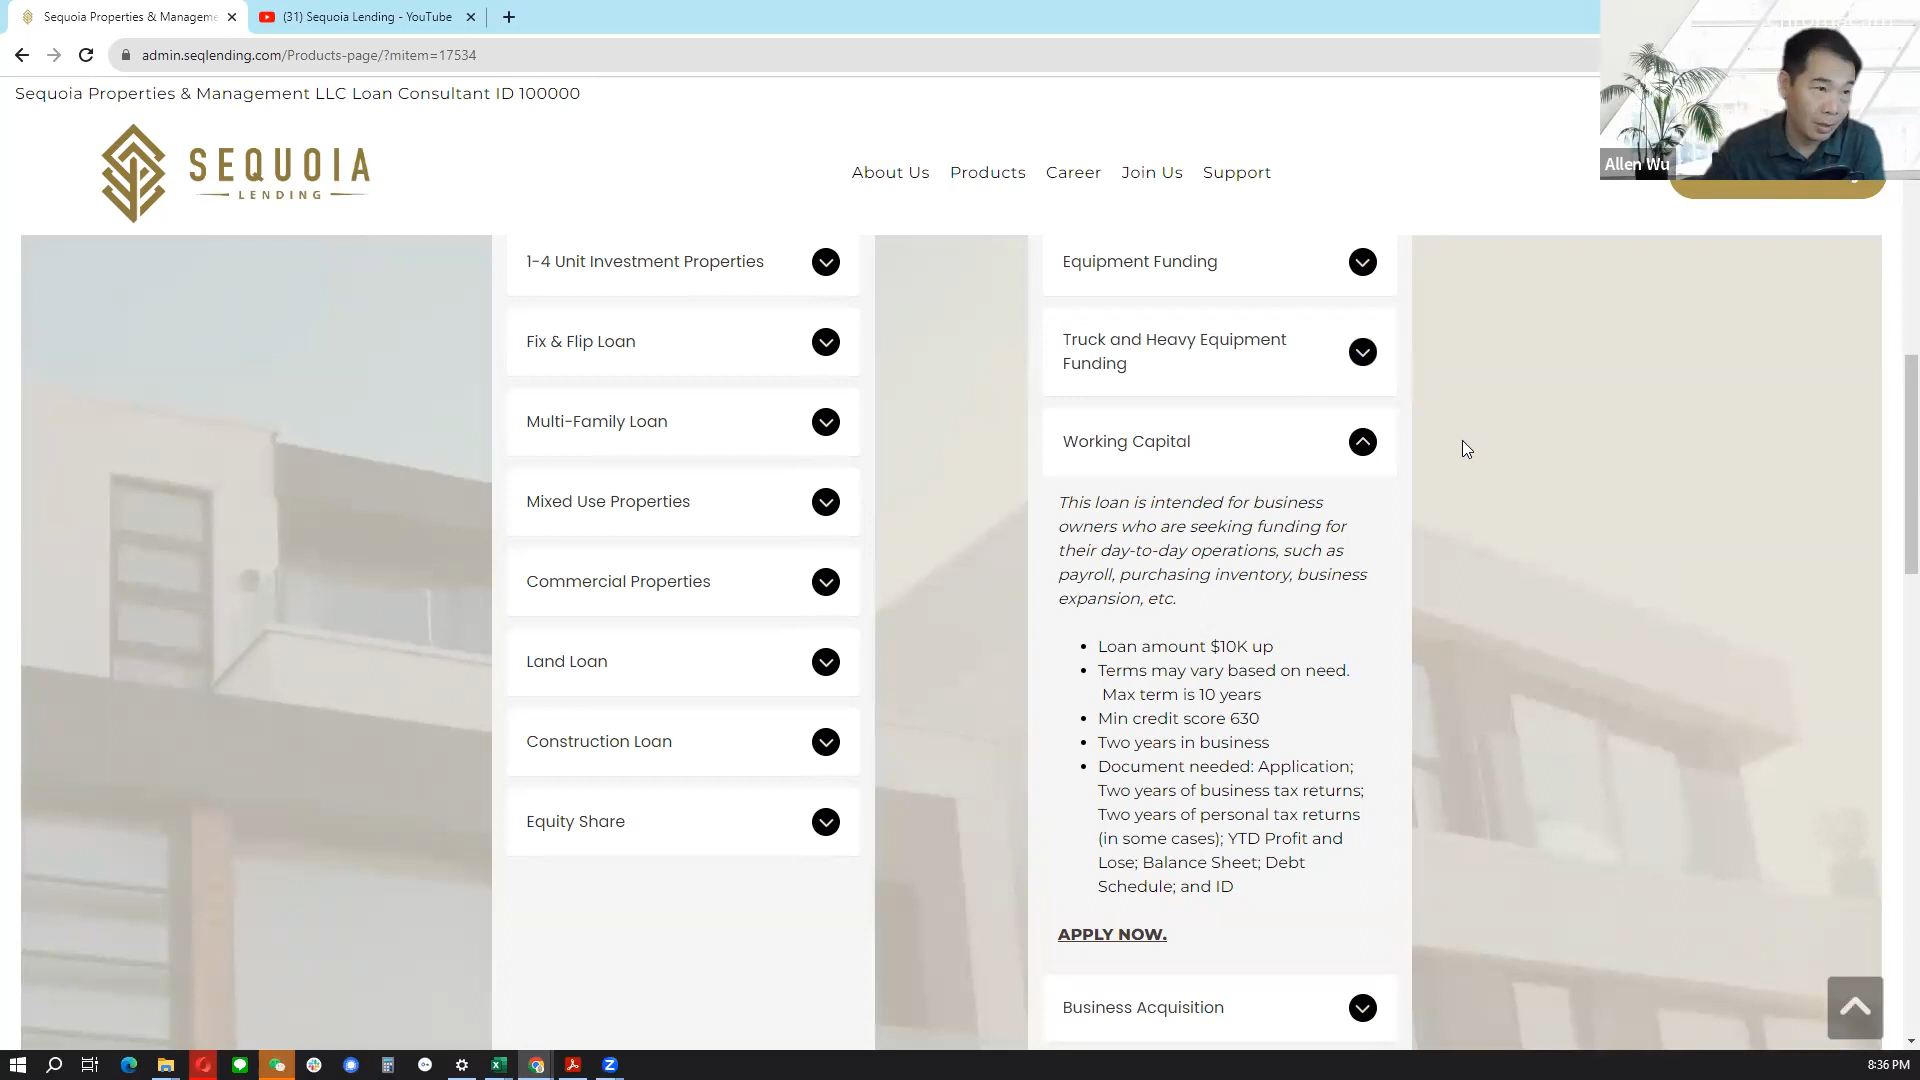 Sequoia Properties & Manageme
(31) Sequoia Lending - YouTube
admin.seqlending.com/Products-page/?mitem=17534
Sequoia Properties & Management LLC Loan Consultant ID 100000
SEQUOIA
LENDING
About Us
Products
Career
Join Us
Support
Allen Wu
1-4 Unit Investment Properties
Fix & Flip Loan
Multi-Family Loan
Mixed Use Properties
Commercial Properties
Land Loan
Construction Loan
Equity Share
Equipment Funding
Truck and Heavy Equipment
Funding
Working Capital
This loan is intended for business
owners who are seeking funding for
their day-to-day operations, such as
payroll, purchasing inventory, business
expansion, etc.
• Loan amount $10K up
• Terms may vary based on need.
Max term is 10 years
• Min credit score 630
• Two years in business
• Document needed: Application;
Two years of business tax returns;
Two years of personal tax returns
(in some cases); YTD Profit and
Lose; Balance Sheet; Debt
Schedule; and ID
APPLY NOW.
Business Acquisition
8:36 PM